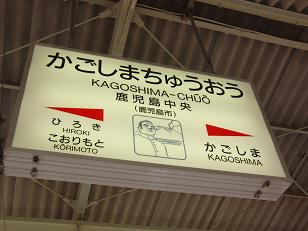 かごしまちゅうおう
KAGOSHIMA-CHŪŌ
鹿児島中央
(鹿児島市)
ひろき
HIROKI
こおりもと
KŌRIMOTO
かごしま
KAGOSHIMA